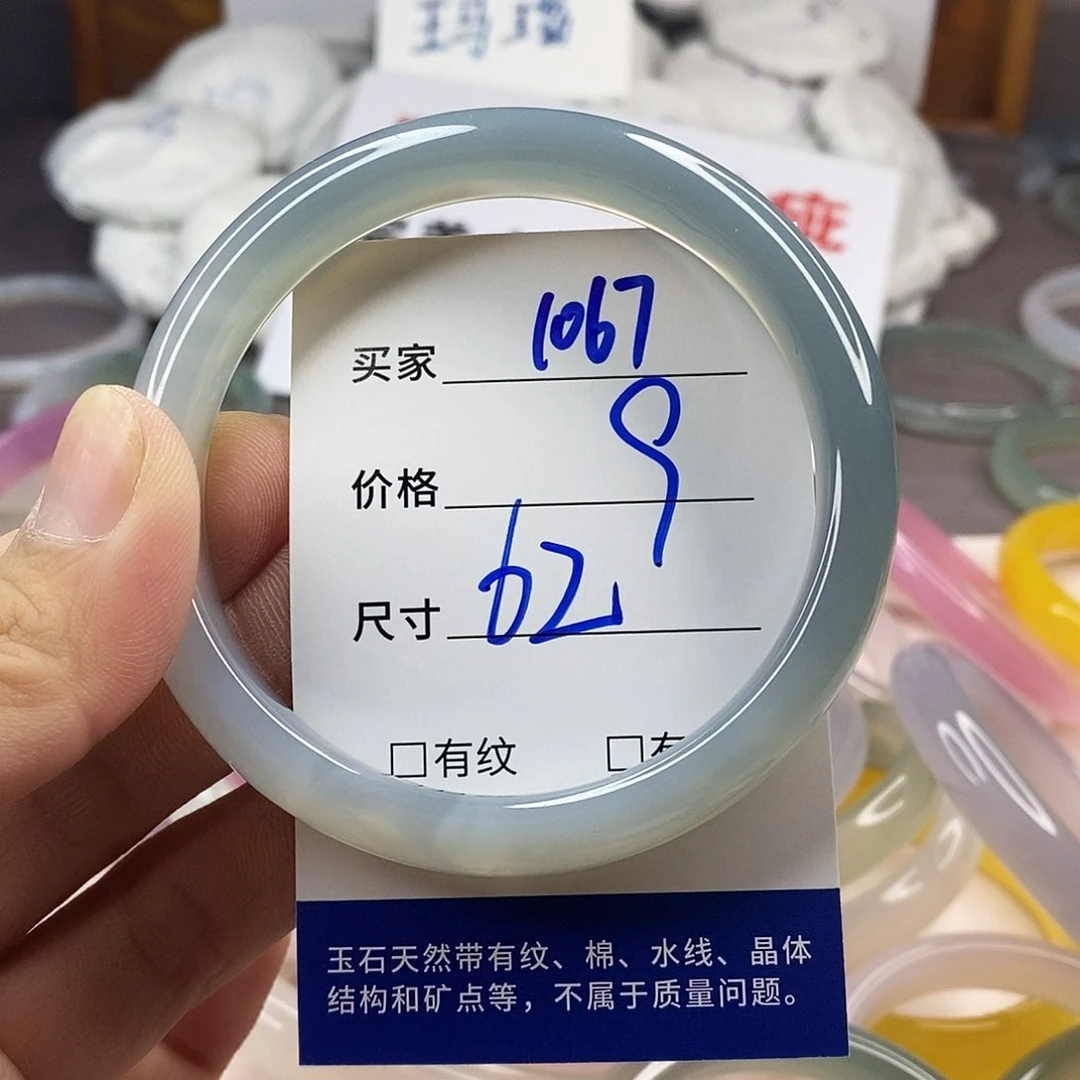 玛瑙
疵
买家 1067
价格 9
尺寸 62
□有纹 □有
玉石天然带有纹、棉、水线、晶体
结构和矿点等，不属于质量问题。